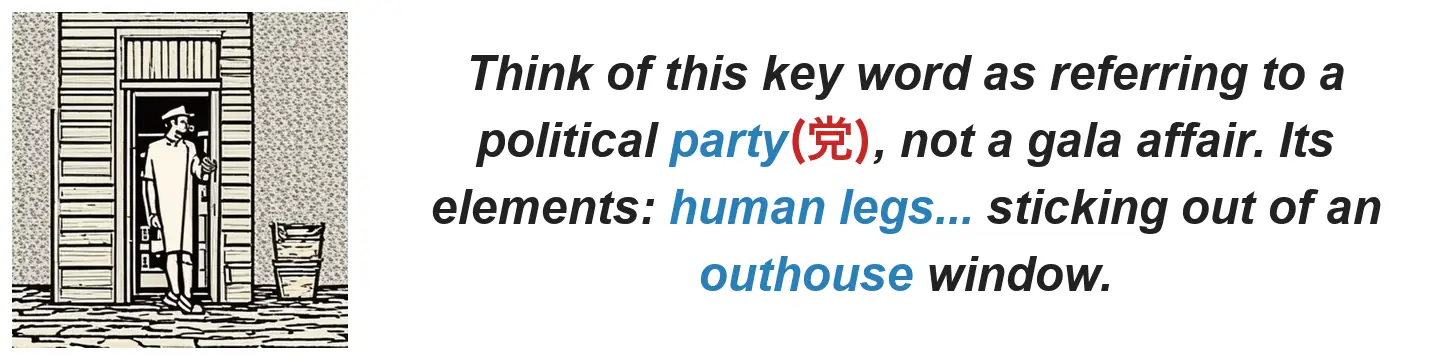 Think of this key word as referring to a
political party(党), not a gala affair. Its
elements: human legs... sticking out of an
outhouse window.